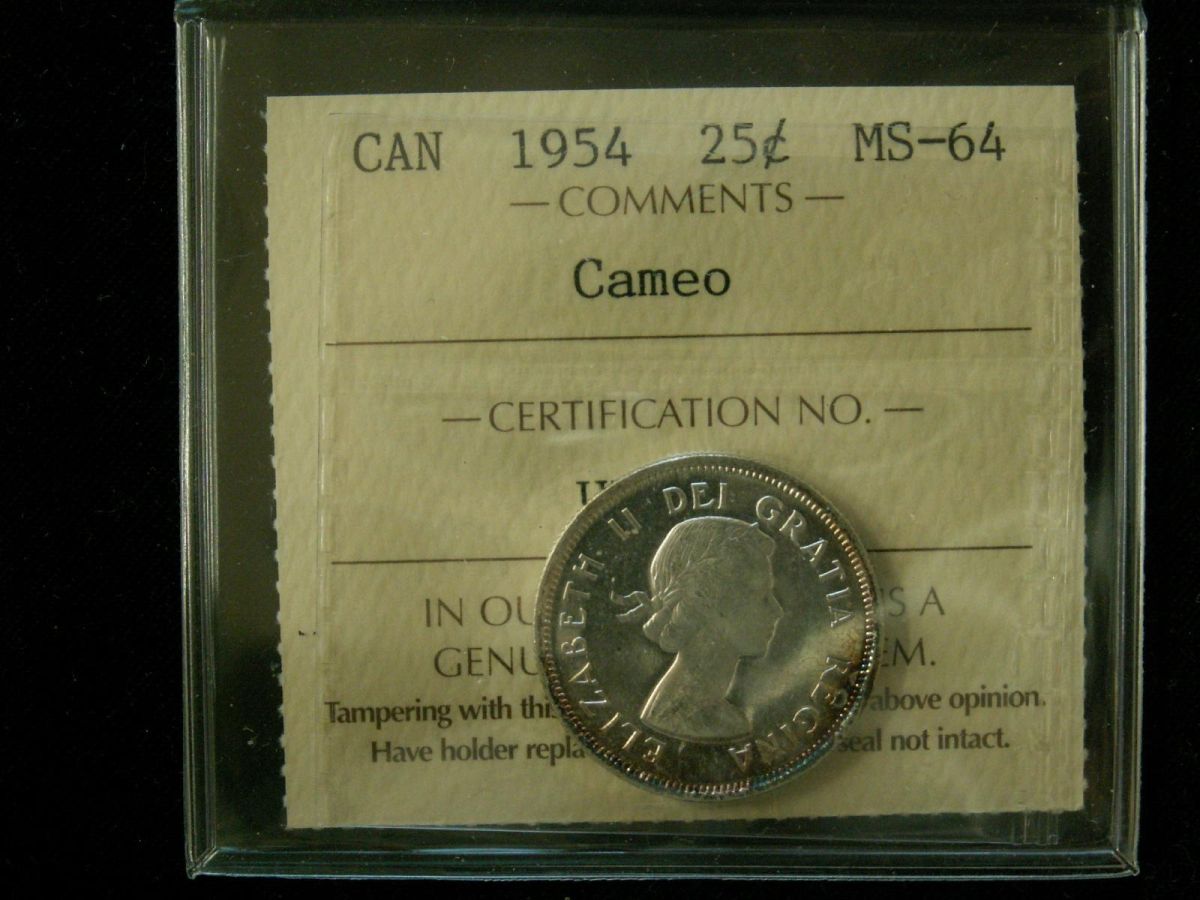 CAN 1954 25¢ MS-64
— COMMENTS —
Cameo
— CERTIFICATION NO. —
IN OU S A
GENU EM.
Tampering with this above opinion.
Have holder repla seal not intact.
ELIZABETH II DEI GRATIA REGINA